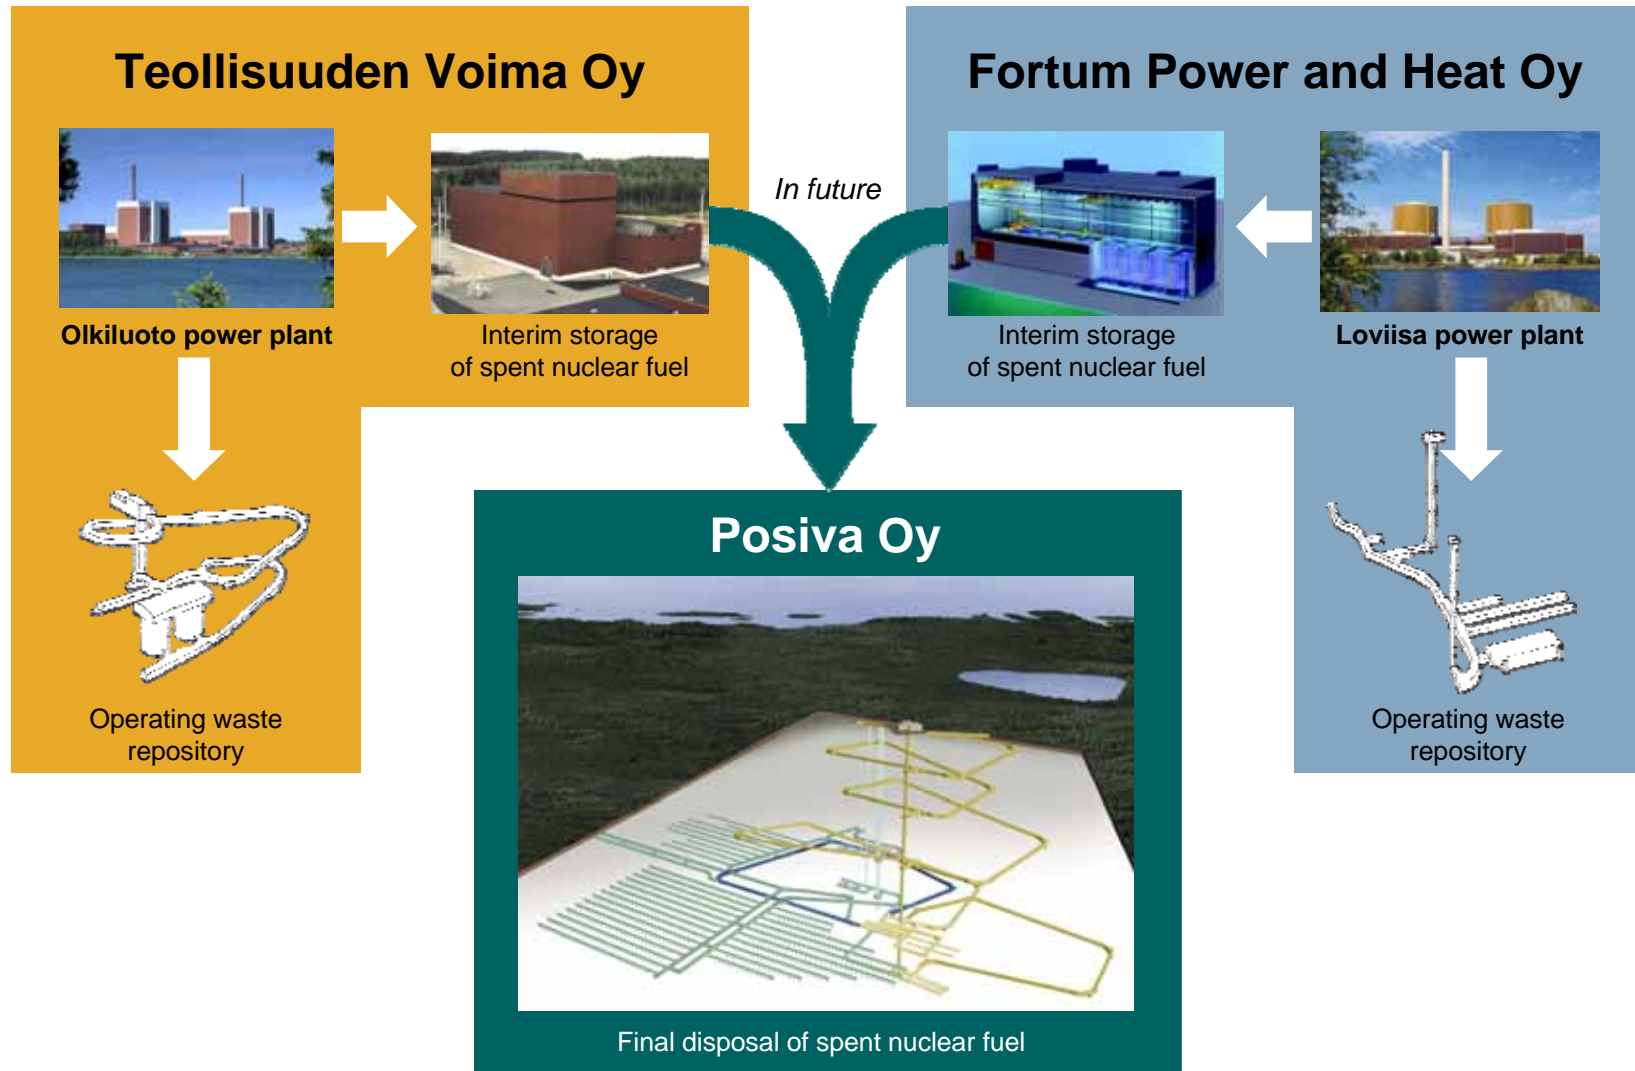 Teollisuuden Voima Oy
Olkiluoto power plant
Interim storage
of spent nuclear fuel
Operating waste
repository
In future
Fortum Power and Heat Oy
Interim storage
of spent nuclear fuel
Loviisa power plant
Operating waste
repository
Posiva Oy
Final disposal of spent nuclear fuel